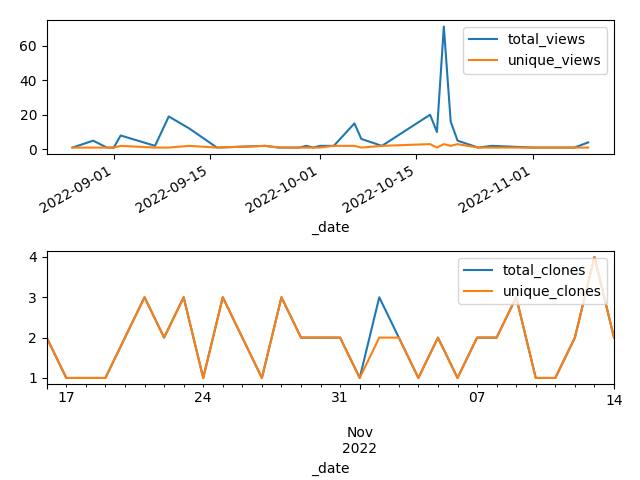 60
40
20
0
total_views
unique_views
2022-09-01
2022-09-15
2022-10-01
2022-10-15
2022-11-01
_date
4
3
2
1
total_clones
unique_clones
17
24
31
07
14
Nov
2022
_date